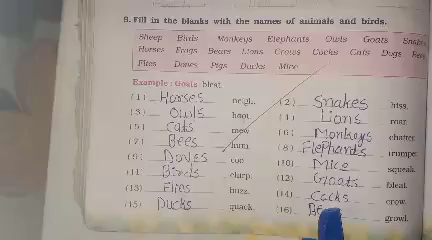 8. Fill in the blanks with the names of animals and birds.
Sheep Birds Monkeys Elephants Owls Goats
Horses Frogs Bears Lions Crows Cocks Cats Dogs
Flies Doves Pigs Ducks Mice
Example : Goats bleat.
(1) Horses neigh. (2) Snakes hiss.
(3) Owls hoot. (4) Lions roar.
(5) Cats mew. (6) Monkeys chatter.
(7) Bees hum. (8) Elephants trumpet.
(9) Doves coo. (10) Mice squeak.
(11) Birds chirp. (12) Goats bleat.
(13) Flies buzz. (14) Cocks crow.
(15) Ducks quack. (16) growl.